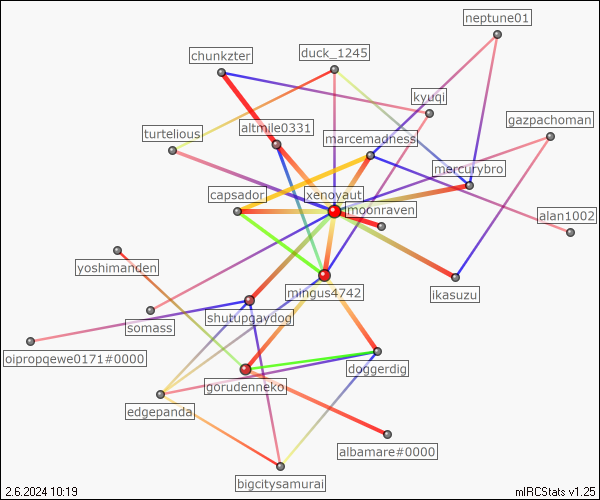 neptune01
duck_1245
chunkzter
kyuqi
gazpachoman
altmile0331
turtelious
marcemadness
mercurybro
capsador
xenoyaut
moonraven
alan1002
yoshimanden
mingus4742
ikasuzu
shutupgaydog
somass
oipropqewe0171#0000
doggerdig
gorudenneko
edgepanda
albamare#0000
bigcitysamurai
2.6.2024 10:19
mIRCStats v1.25